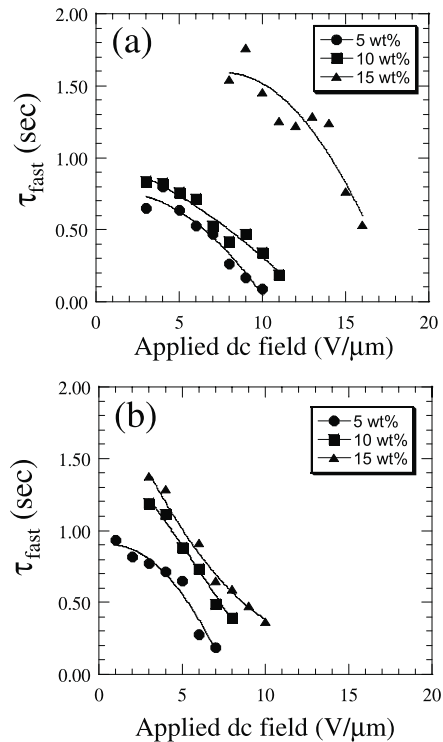 (a)
5 wt%
10 wt%
15 wt%
2.00
1.50
1.00
0.50
0.00
τfast (sec)
0 5 10 15 20
Applied dc field (V/μm)
(b)
5 wt%
10 wt%
15 wt%
2.00
1.50
1.00
0.50
0.00
τfast (sec)
0 5 10 15 20
Applied dc field (V/μm)